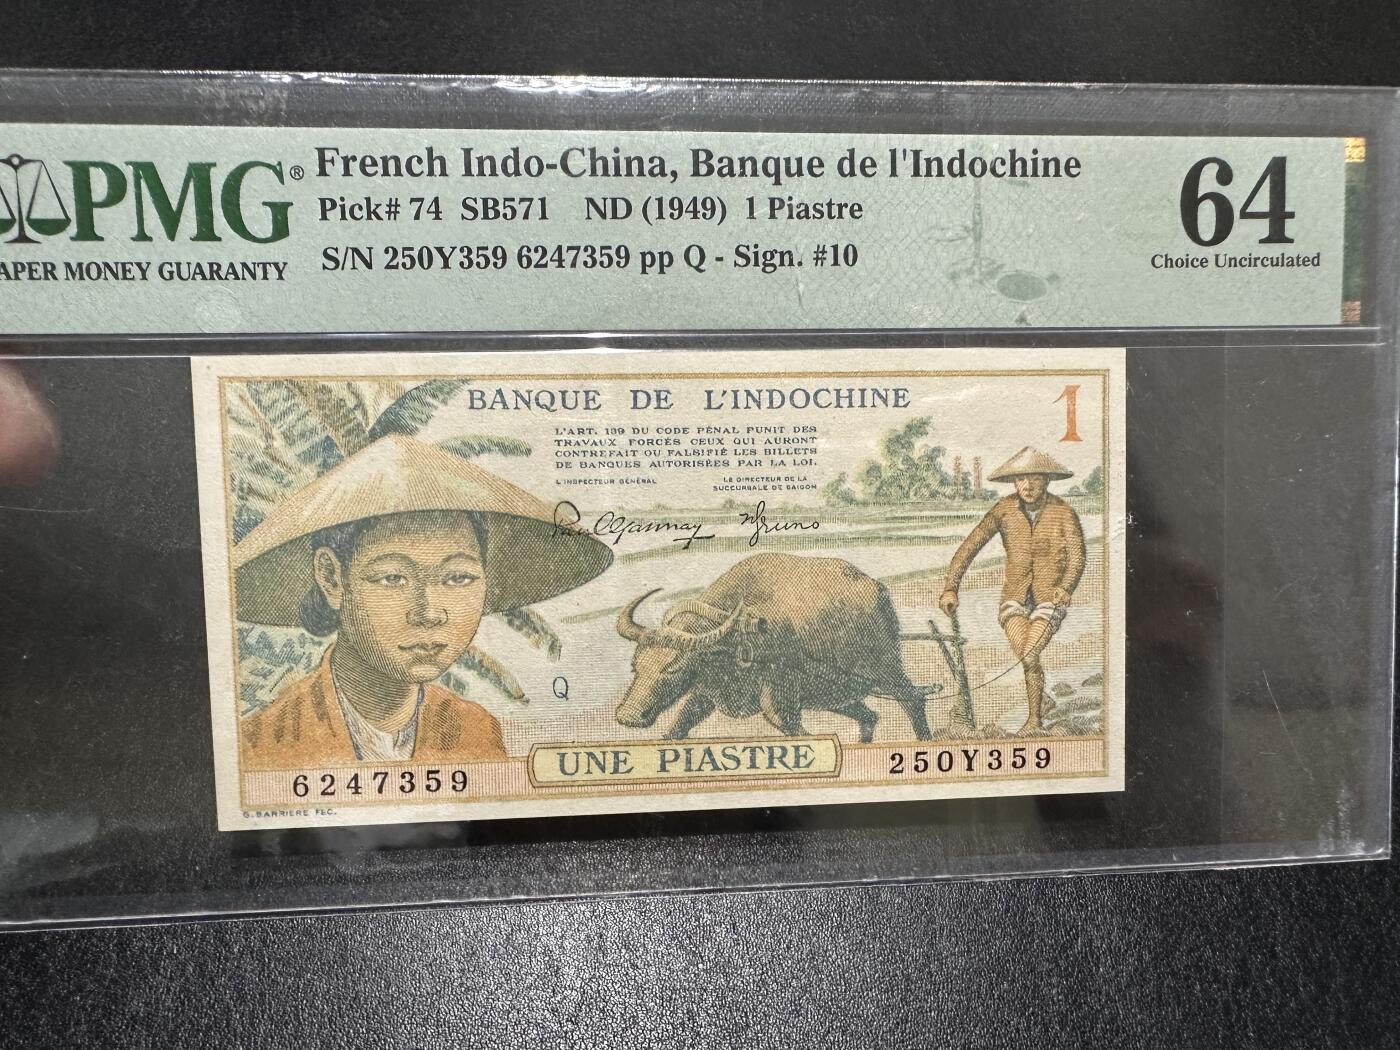 PMG®
APER MONEY GUARANTY
French Indo-China, Banque de l'Indochine
Pick# 74 SB571 ND (1949) 1 Piastre
S/N 250Y359 6247359 pp Q - Sign. #10
64
Choice Uncirculated
BANQUE DE L'INDOCHINE
1
L'ART. 139 DU CODE PÉNAL PUNIT DES
TRAVAUX FORCÉS CEUX QUI AURONT
CONTREFAIT OU FALSIFIÉ LES BILLETS
DE BANQUES AUTORISÉES PAR LA LOI.
L'INSPECTEUR GÉNÉRAL
LE DIRECTEUR DE LA
SUCCURSALE DE SAIGON
Paul Gannay
Q
UNE PIASTRE
6247359
250Y359
G. BARRIÈRE FEC.